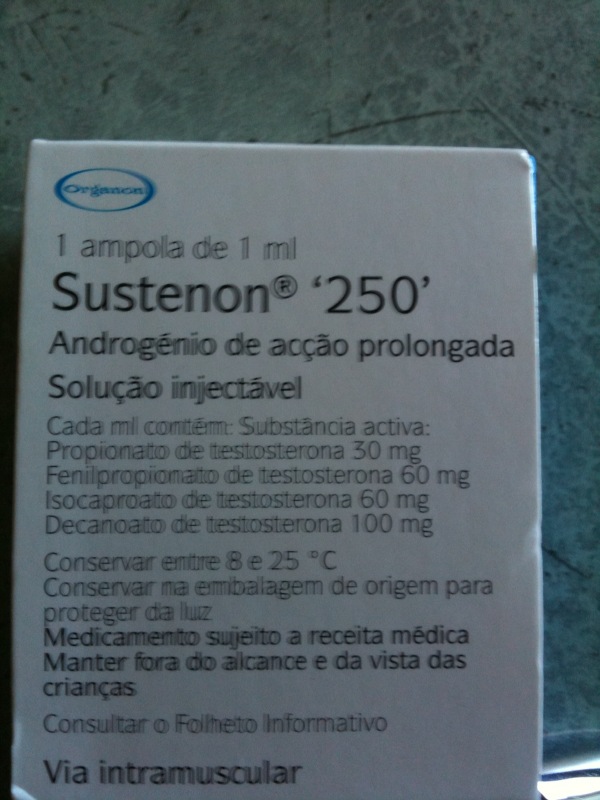 Organon
1 ampola de 1 ml
Sustenon® ‘250’
Androgénio de acção prolongada
Solução injectável
Cada ml contém: Substância activa:
Propionato de testosterona 30 mg
Fenilpropionato de testosterona 60 mg
Isocaproato de testosterona 60 mg
Decanoato de testosterona 100 mg
Conservar entre 8 e 25 °C
Conservar na embalagem de origem para
proteger da luz
Medicamento sujeito a receita médica
Manter fora do alcance e da vista das
crianças
Consultar o Folheto Informativo
Via intramuscular